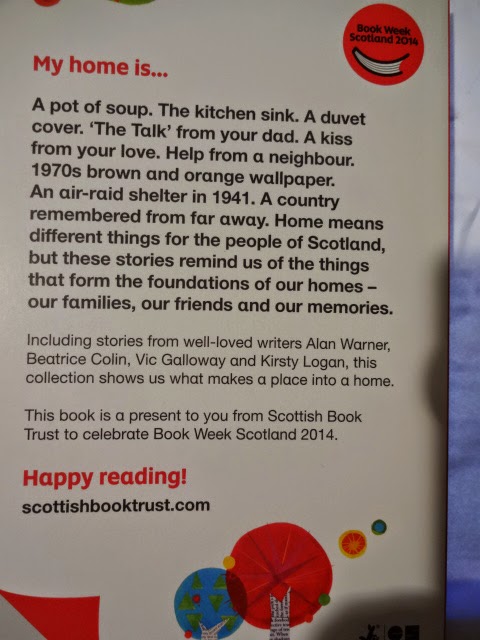 Book Week
Scotland 2014
My home is...
A pot of soup. The kitchen sink. A duvet
cover. ‘The Talk’ from your dad. A kiss
from your love. Help from a neighbour.
1970s brown and orange wallpaper.
An air-raid shelter in 1941. A country
remembered from far away. Home means
different things for the people of Scotland,
but these stories remind us of the things
that form the foundations of our homes –
our families, our friends and our memories.
Including stories from well-loved writers Alan Warner,
Beatrice Colin, Vic Galloway and Kirsty Logan, this
collection shows us what makes a place into a home.
This book is a present to you from Scottish Book
Trust to celebrate Book Week Scotland 2014.
Happy reading!
scottishbooktrust.com